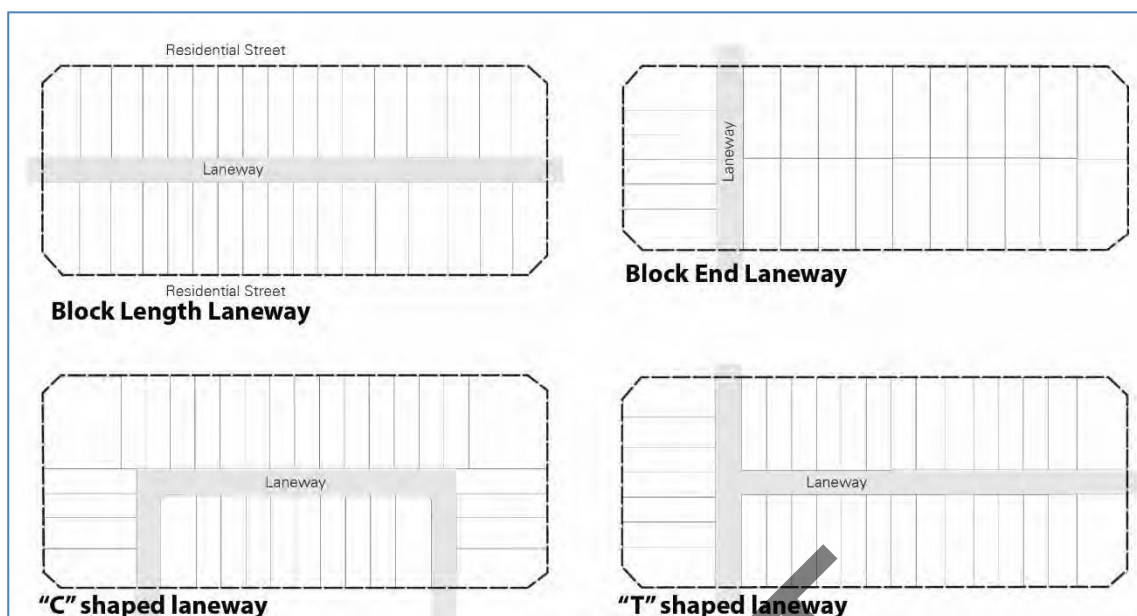 Residential Street
Laneway
Residential Street
Block Length Laneway
Laneway
Block End Laneway
Laneway
“C” shaped laneway
Laneway
“T” shaped laneway